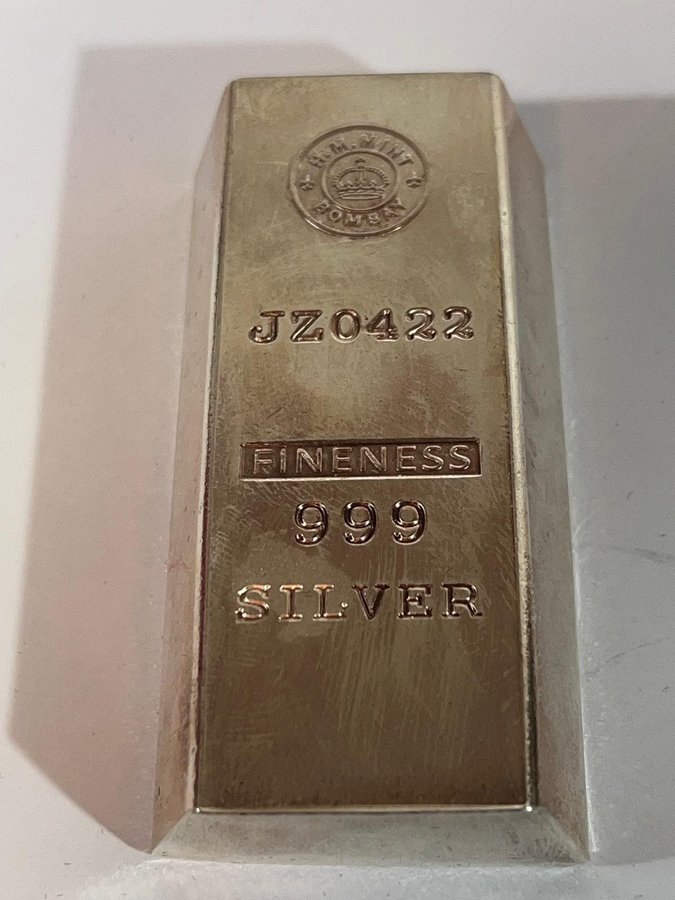 H.M. MINT
BOMBAY
JZ0422
FINENESS
999
SILVER